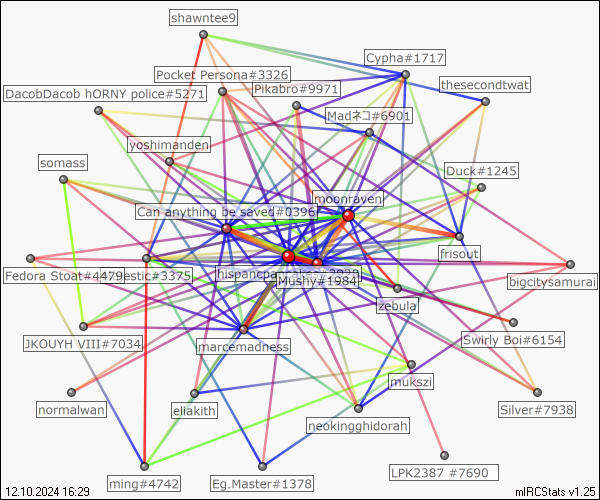 shawntee9
Cypha#1717
Pocket Persona#3326
thesecondtwat
Pikabro#9971
DacobDacob hORNY police#5271
Madネコ#6901
yoshimanden
somass
Duck#1245
moonraven
Can anything be saved#0396
frisout
Fedora Stoat#4479
estic#3375
hispancpa
Mushy#1984
bigcitysamurai
zebula
JKOUYH VIII#7034
marcemadness
Swirly Boi#6154
mukszi
normalwan
eliakith
neokingghidorah
Silver#7938
LPK2387 #7690
ming#4742
Eg.Master#1378
12.10.2024 16:29
mIRCStats v1.25